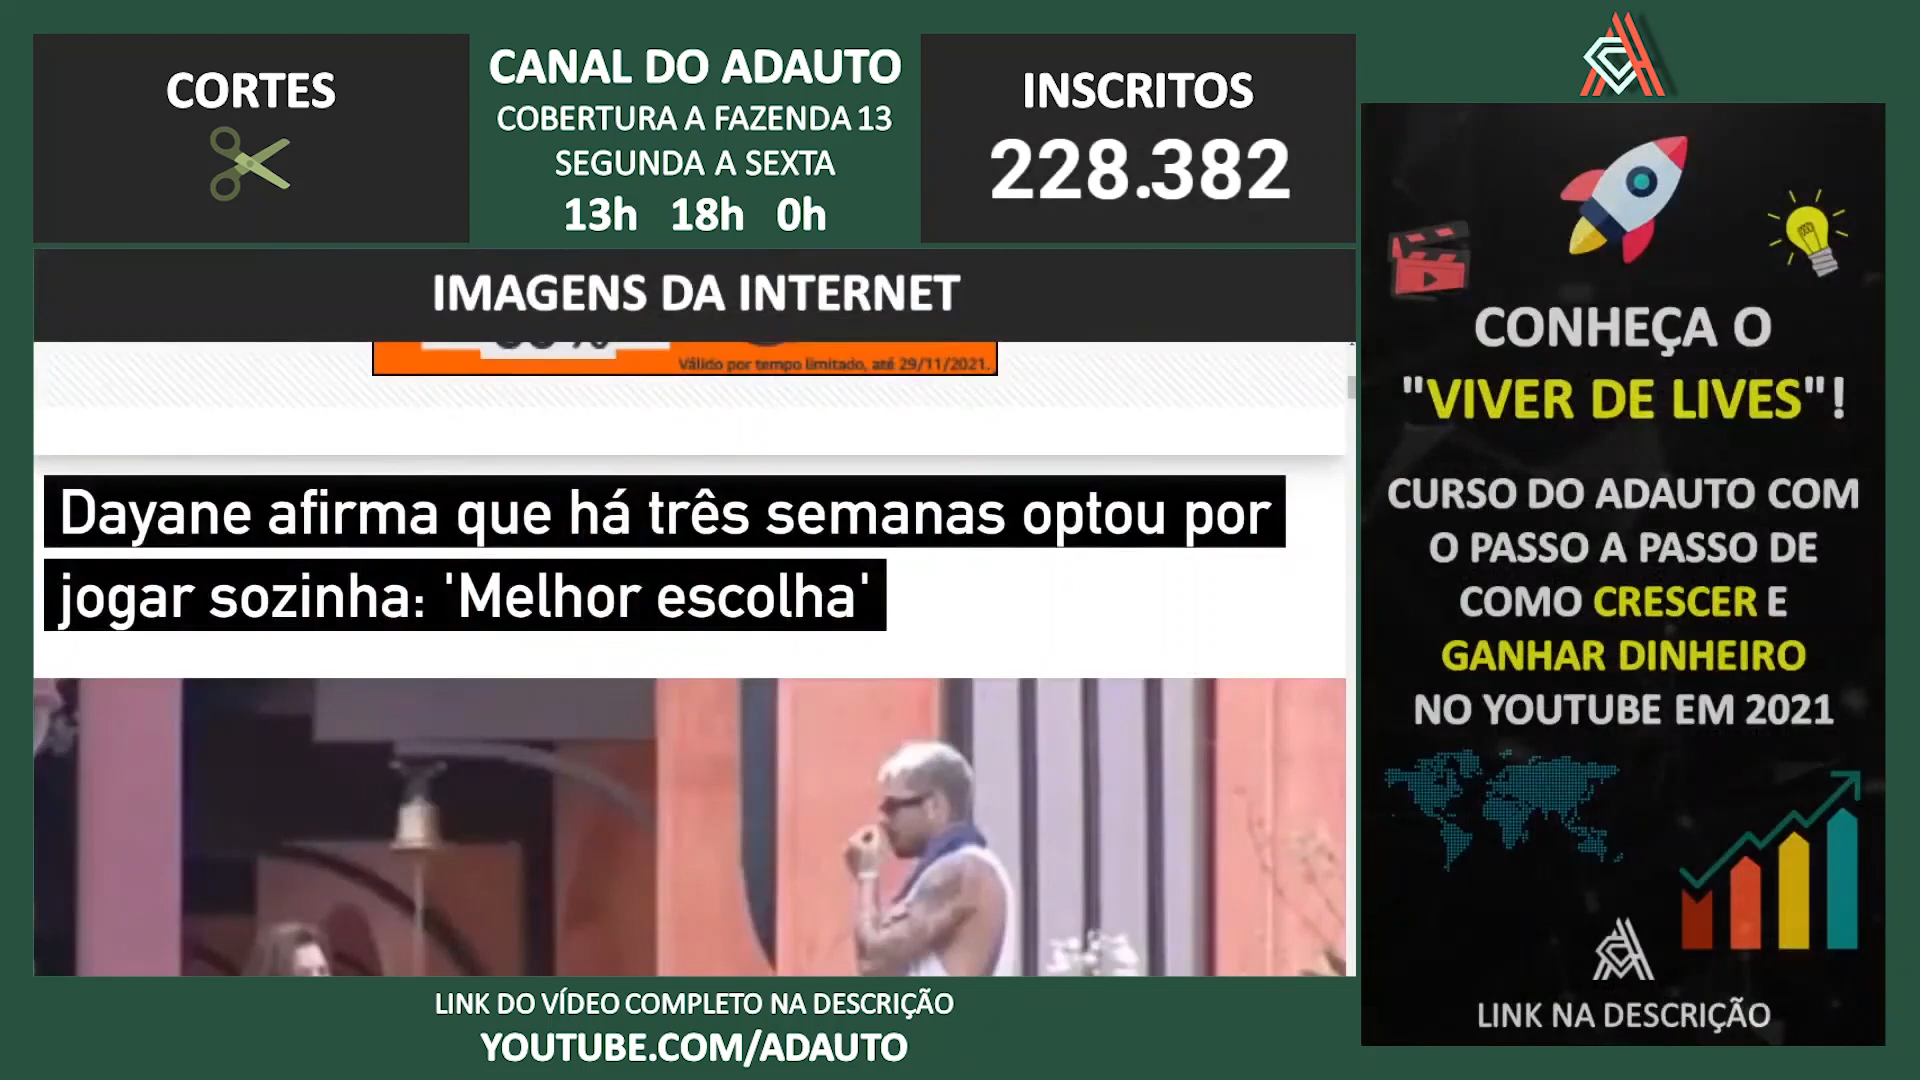 CORTES
CANAL DO ADAUTO
COBERTURA A FAZENDA 13
SEGUNDA A SEXTA
13h 18h 0h
INSCRITOS
228.382
IMAGENS DA INTERNET
Válido por tempo limitado, até 29/11/2021.
Dayane afirma que há três semanas optou por
jogar sozinha: 'Melhor escolha'
LINK DO VÍDEO COMPLETO NA DESCRIÇÃO
YOUTUBE.COM/ADAUTO
CONHEÇA O
"VIVER DE LIVES"!
CURSO DO ADAUTO COM
O PASSO A PASSO DE
COMO CRESCER E
GANHAR DINHEIRO
NO YOUTUBE EM 2021
LINK NA DESCRIÇÃO